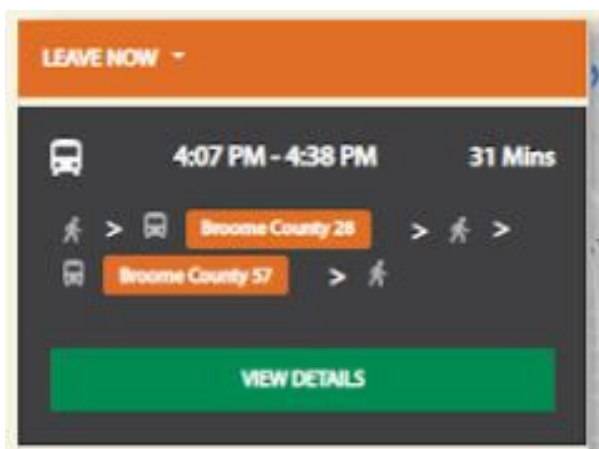 LEAVE NOW
4:07 PM - 4:38 PM 31 Mins
> Broome County 28 > >
Broome County 57 >
VIEW DETAILS